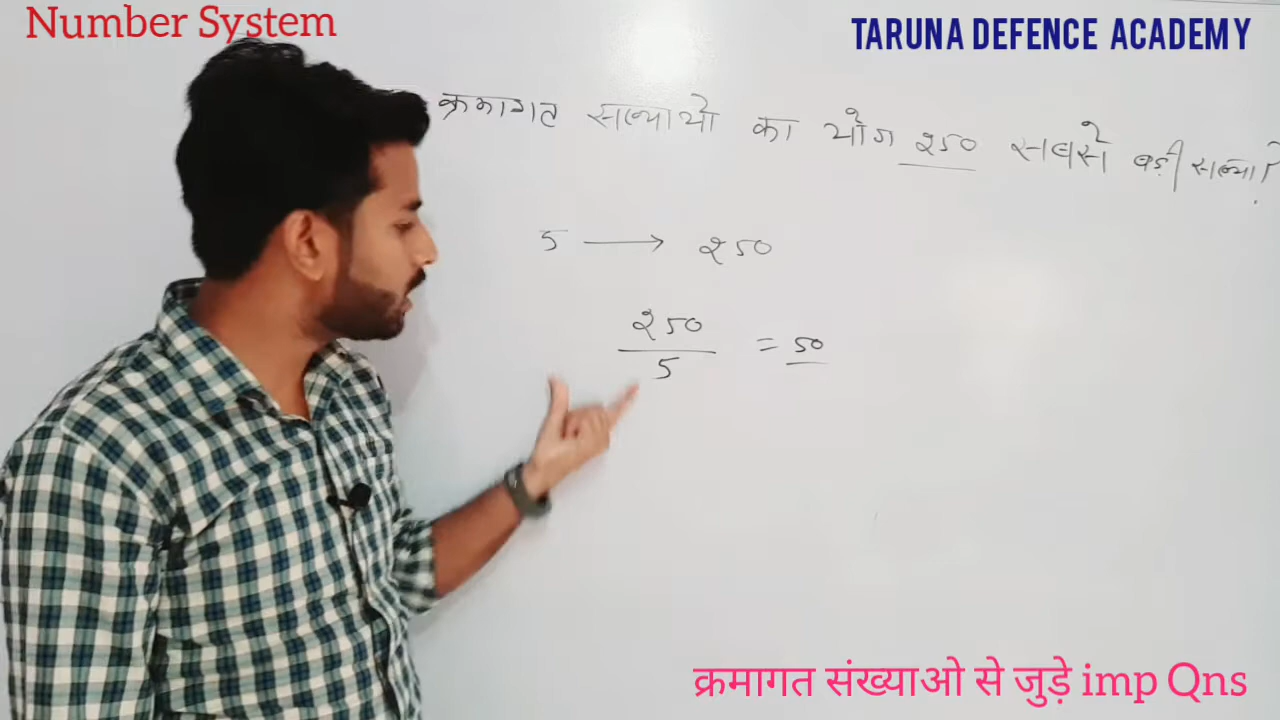 Number System
TARUNA DEFENCE ACADEMY
क्रमागत संख्याओ का योग 250 सबसे बड़ी संख्या ?
5 → 250
250
5
= 50
क्रमागत संख्याओ से जुड़े imp Qns